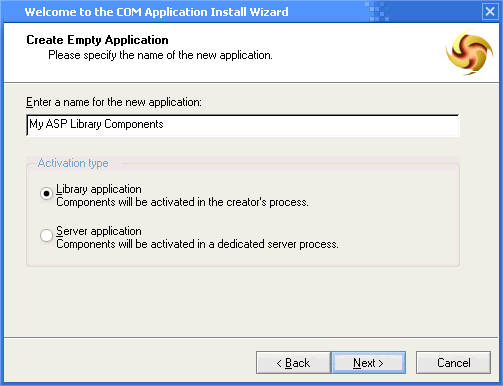 Welcome to the COM Application Install Wizard
Create Empty Application
Please specify the name of the new application.
Enter a name for the new application:
My ASP Library Components
Activation type
Library application
Components will be activated in the creator's process.
Server application
Components will be activated in a dedicated server process.
< Back
Next >
Cancel